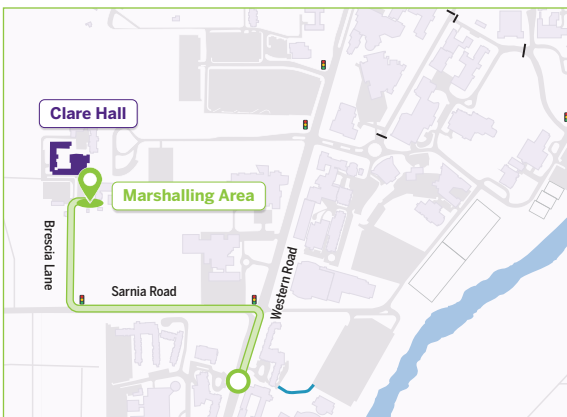 Clare Hall
Marshalling Area
Brescia Lane
Sarnia Road
Western Road